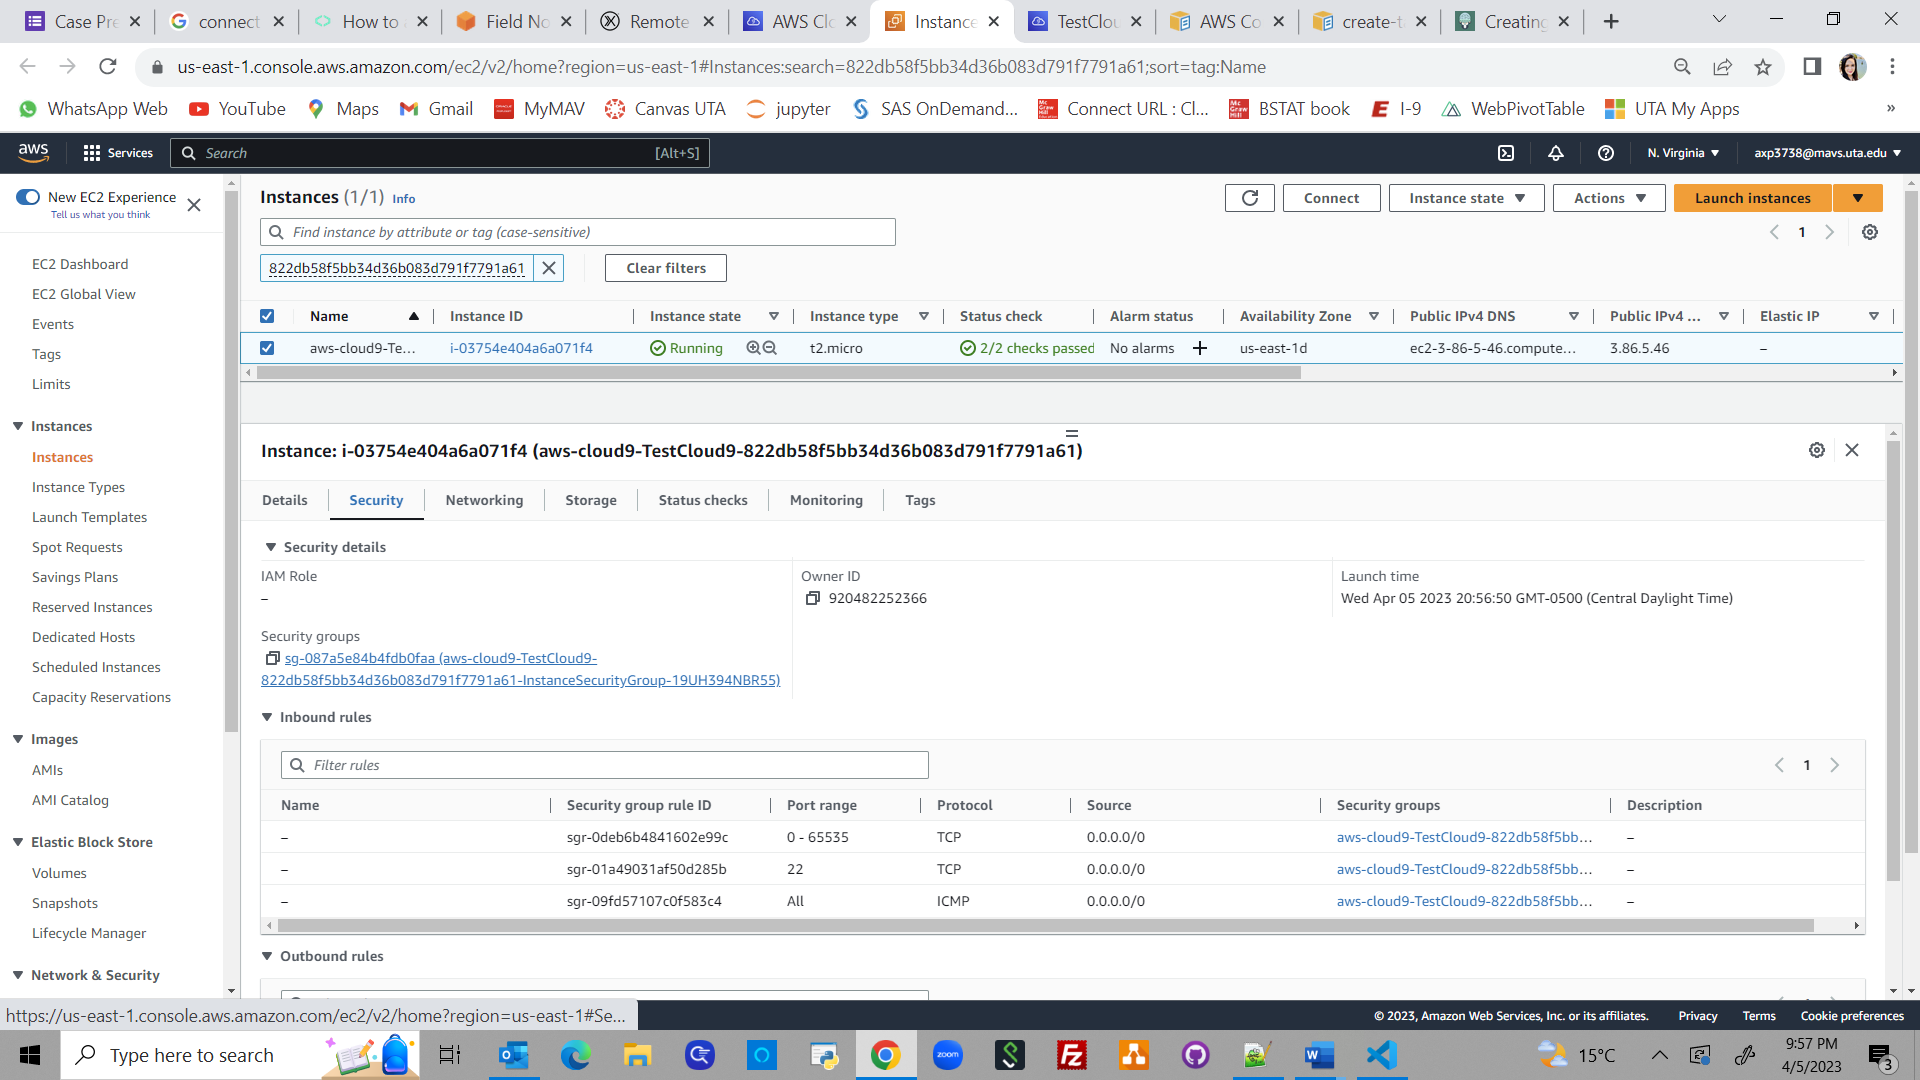 Case Pre
connect
How to
Field No
Remote
AWS Clo
Instance
TestClou
AWS Co
create-t
Creating
us-east-1.console.aws.amazon.com/ec2/v2/home?region=us-east-1#Instances:search=822db58f5bb34d36b083d791f7791a61;sort=tag:Name
WhatsApp Web YouTube Maps Gmail MyMAV Canvas UTA jupyter SAS OnDemand... Connect URL : Cl... BSTAT book I-9 WebPivotTable UTA My Apps »
aws Services Search [Alt+S] N. Virginia axp3738@mavs.uta.edu
New EC2 Experience
Tell us what you think
EC2 Dashboard
EC2 Global View
Events
Tags
Limits
Instances
Instances
Instance Types
Launch Templates
Spot Requests
Savings Plans
Reserved Instances
Dedicated Hosts
Scheduled Instances
Capacity Reservations
Images
AMIs
AMI Catalog
Elastic Block Store
Volumes
Snapshots
Lifecycle Manager
Network & Security
Instances (1/1) Info Connect Instance state Actions Launch instances
Find instance by attribute or tag (case-sensitive) 1
822db58f5bb34d36b083d791f7791a61 Clear filters
Name Instance ID Instance state Instance type Status check Alarm status Availability Zone Public IPv4 DNS Public IPv4 ... Elastic IP
aws-cloud9-Te... i-03754e404a6a071f4 Running t2.micro 2/2 checks passed No alarms + us-east-1d ec2-3-86-5-46.compute... 3.86.5.46 –
Instance: i-03754e404a6a071f4 (aws-cloud9-TestCloud9-822db58f5bb34d36b083d791f7791a61)
Details Security Networking Storage Status checks Monitoring Tags
Security details
IAM Role Owner ID Launch time
– 920482252366 Wed Apr 05 2023 20:56:50 GMT-0500 (Central Daylight Time)
Security groups
sg-087a5e84b4fdb0faa (aws-cloud9-TestCloud9-
822db58f5bb34d36b083d791f7791a61-InstanceSecurityGroup-19UH394NBR55)
Inbound rules
Filter rules 1
Name Security group rule ID Port range Protocol Source Security groups Description
– sgr-0deb6b4841602e99c 0 - 65535 TCP 0.0.0.0/0 aws-cloud9-TestCloud9-822db58f5bb... –
– sgr-01a49031af50d285b 22 TCP 0.0.0.0/0 aws-cloud9-TestCloud9-822db58f5bb... –
– sgr-09fd57107c0f583c4 All ICMP 0.0.0.0/0 aws-cloud9-TestCloud9-822db58f5bb... –
Outbound rules
https://us-east-1.console.aws.amazon.com/ec2/v2/home?region=us-east-1#Se...
© 2023, Amazon Web Services, Inc. or its affiliates. Privacy Terms Cookie preferences
Type here to search
zoom
15°C
9:57 PM
4/5/2023
3